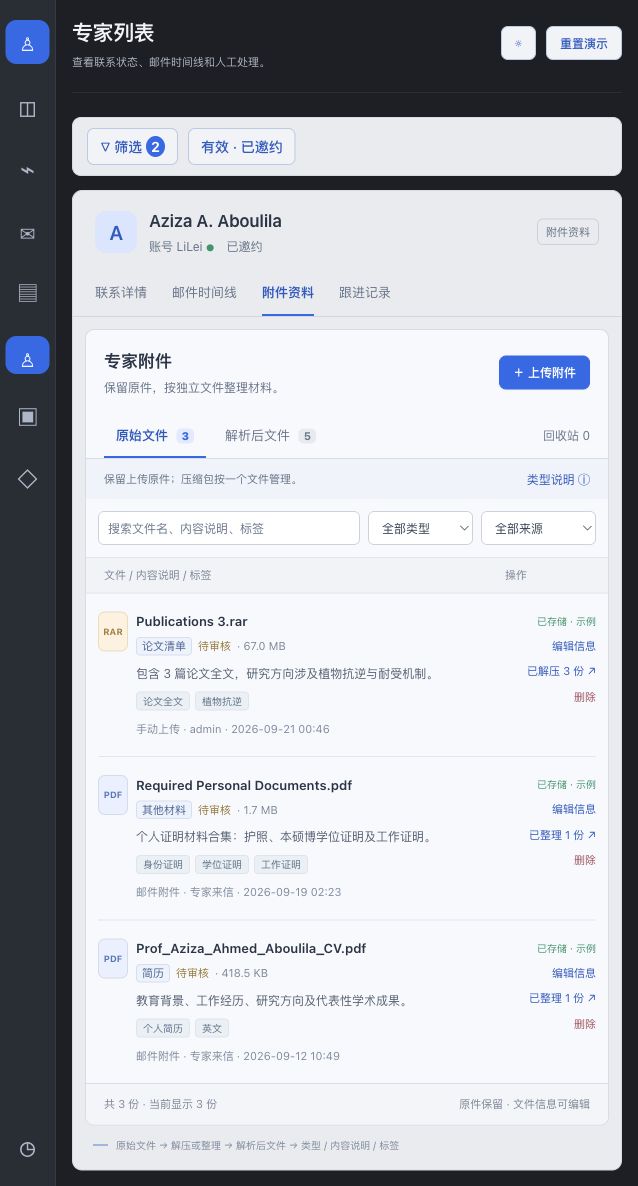 专家列表
查看联系状态、邮件时间线和人工处理。
重置演示
筛选 2
有效 · 已邀约
A
Aziza A. Aboulila
账号 LiLei 已邀约
附件资料
联系详情 邮件时间线 附件资料 跟进记录
专家附件
保留原件，按独立文件整理材料。
+ 上传附件
原始文件 3 解析后文件 5 回收站 0
保留上传原件；压缩包按一个文件管理。 类型说明 ⓘ
搜索文件名、内容说明、标签 全部类型 全部来源
文件 / 内容说明 / 标签 操作
RAR
Publications 3.rar 已存储 · 示例
论文清单 待审核 · 67.0 MB 编辑信息
包含 3 篇论文全文，研究方向涉及植物抗逆与耐受机制。 已解压 3 份 ↗
论文全文 植物抗逆 删除
手动上传 · admin · 2026-09-21 00:46
PDF
Required Personal Documents.pdf 已存储 · 示例
其他材料 待审核 · 1.7 MB 编辑信息
个人证明材料合集：护照、本硕博学位证明及工作证明。 已整理 1 份 ↗
身份证明 学位证明 工作证明 删除
邮件附件 · 专家来信 · 2026-09-19 02:23
PDF
Prof_Aziza_Ahmed_Aboulila_CV.pdf 已存储 · 示例
简历 待审核 · 418.5 KB 编辑信息
教育背景、工作经历、研究方向及代表性学术成果。 已整理 1 份 ↗
个人简历 英文 删除
邮件附件 · 专家来信 · 2026-09-12 10:49
共 3 份 · 当前显示 3 份 原件保留 · 文件信息可编辑
原始文件 → 解压或整理 → 解析后文件 → 类型 / 内容说明 / 标签